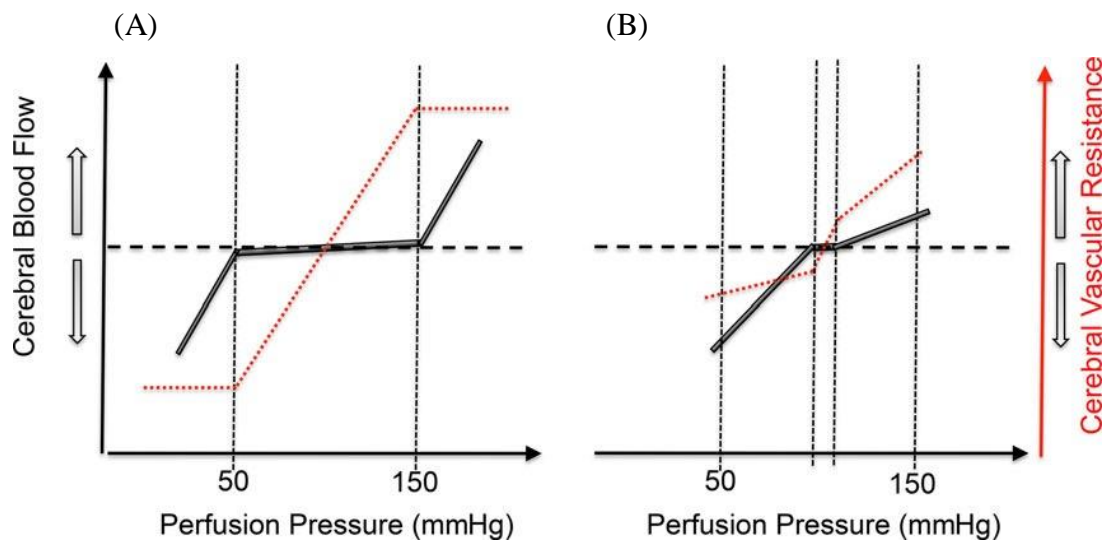 (A)
(B)
Cerebral Blood Flow
50
150
Perfusion Pressure (mmHg)
50
150
Perfusion Pressure (mmHg)
Cerebral Vascular Resistance